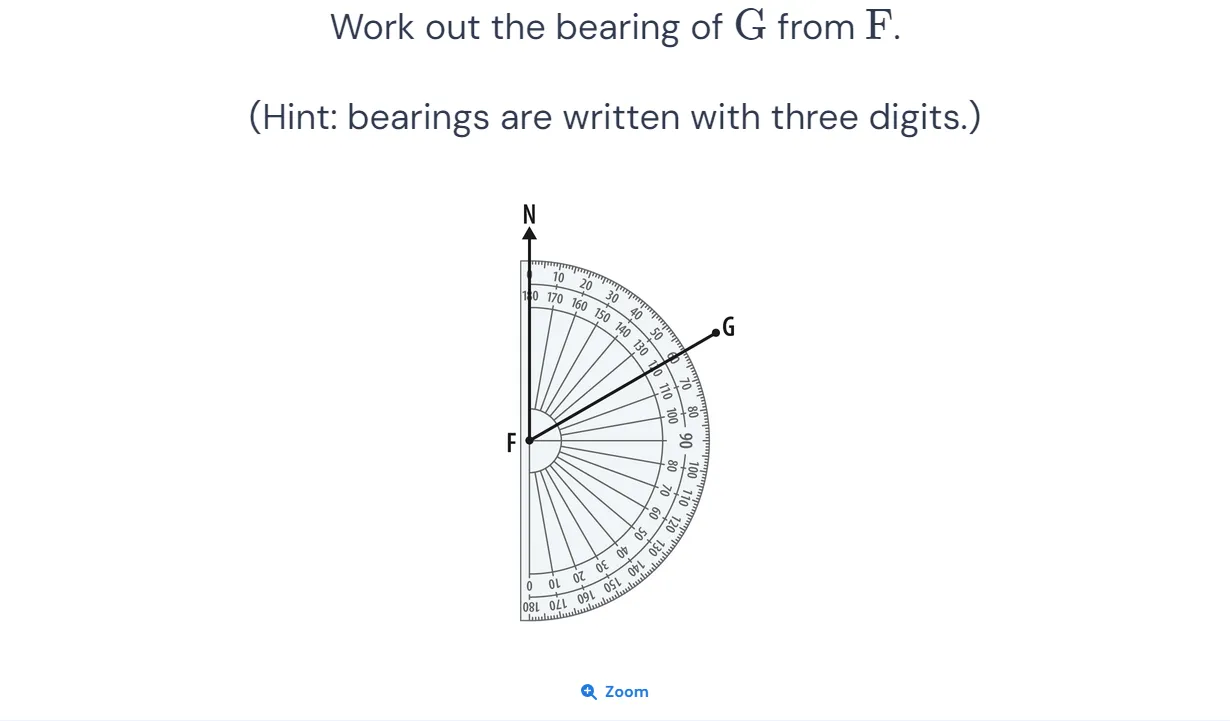 Work out the bearing of G from F.
(Hint: bearings are written with three digits.)
N
0 10 20 30 40 50 60 70 80 90 100 110 120 130 140 150 160 170 180
180 170 160 150 140 130 120 110 100 80 70 60 50 40 30 20 10 0
G
F
Zoom